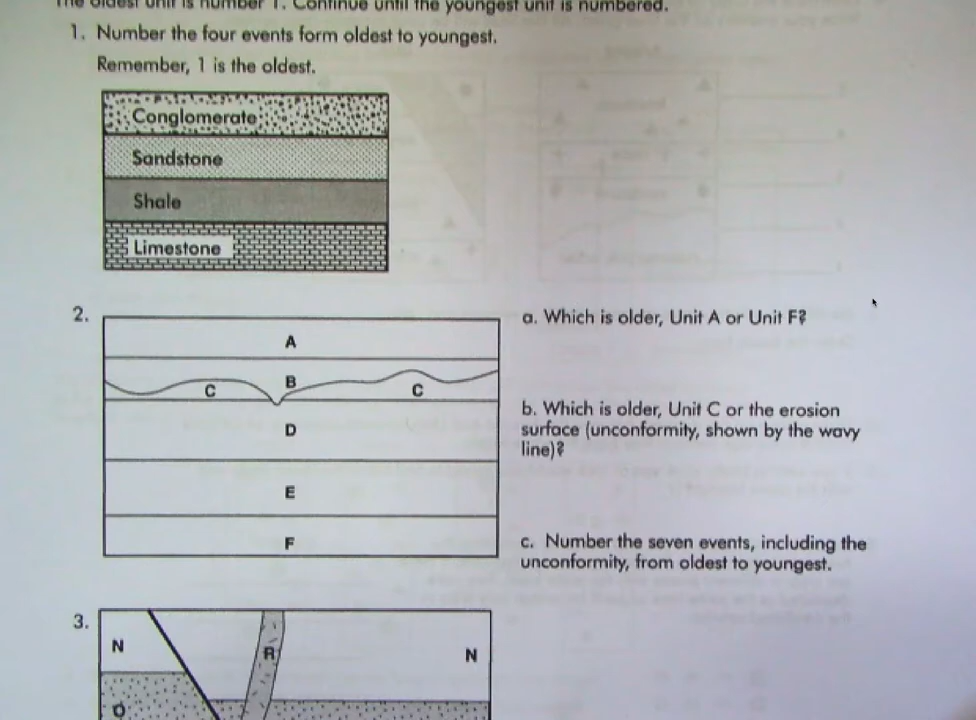 The oldest unit is number 1. Continue until the youngest unit is numbered.
1. Number the four events form oldest to youngest.
Remember, 1 is the oldest.
Conglomerate
Sandstone
Shale
Limestone
2.
A
B
C
C
D
E
F
a. Which is older, Unit A or Unit F?
b. Which is older, Unit C or the erosion
surface (unconformity, shown by the wavy
line)?
c. Number the seven events, including the
unconformity, from oldest to youngest.
3.
N
R
N
O